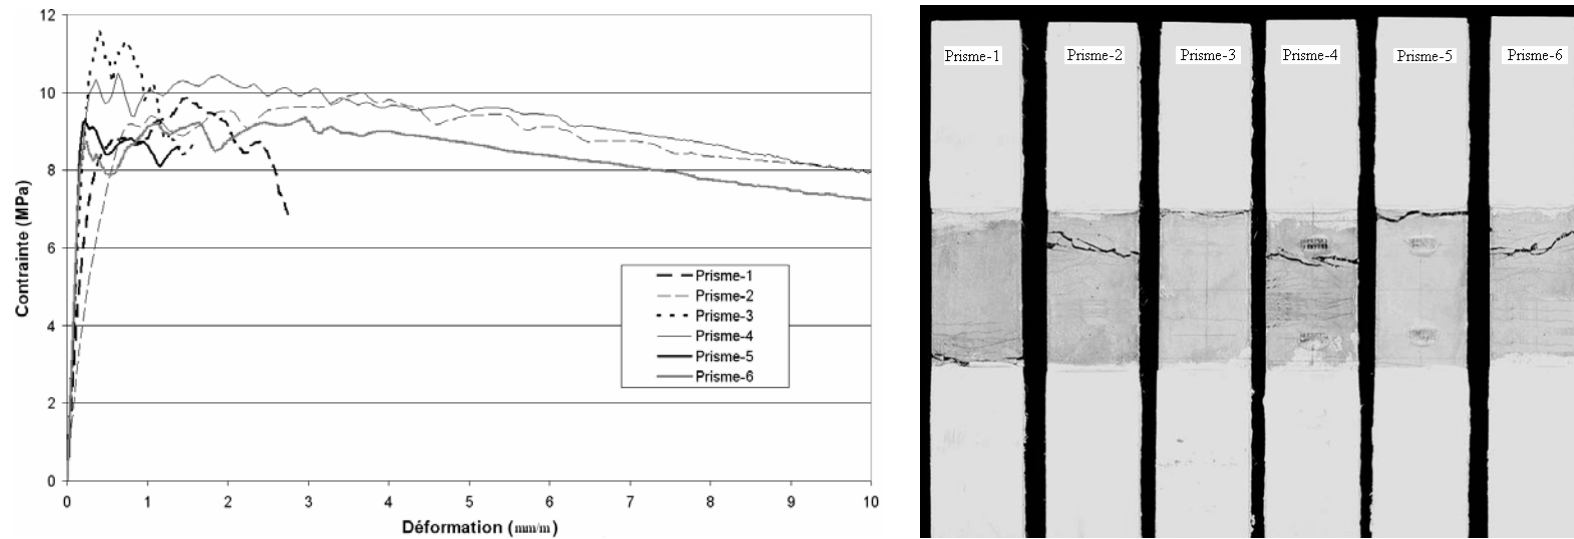 12
10
8
6
4
2
0
Contrainte (MPa)
0 1 2 3 4 5 6 7 8 9 10
Déformation (mm/m)
Prisme-1
Prisme-2
Prisme-3
Prisme-4
Prisme-5
Prisme-6
Prisme-1 Prisme-2 Prisme-3 Prisme-4 Prisme-5 Prisme-6